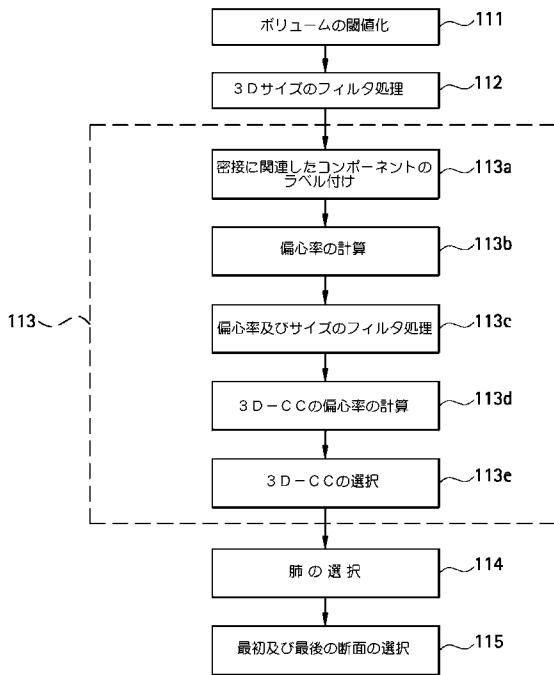 ボリュームの閾値化
111
3Dサイズのフィルタ処理
112
密接に関連したコンポーネントの
ラベル付け
113a
偏心率の計算
113b
113
偏心率及びサイズのフィルタ処理
113c
3D-CCの偏心率の計算
113d
3D-CCの選択
113e
肺の選択
114
最初及び最後の断面の選択
115